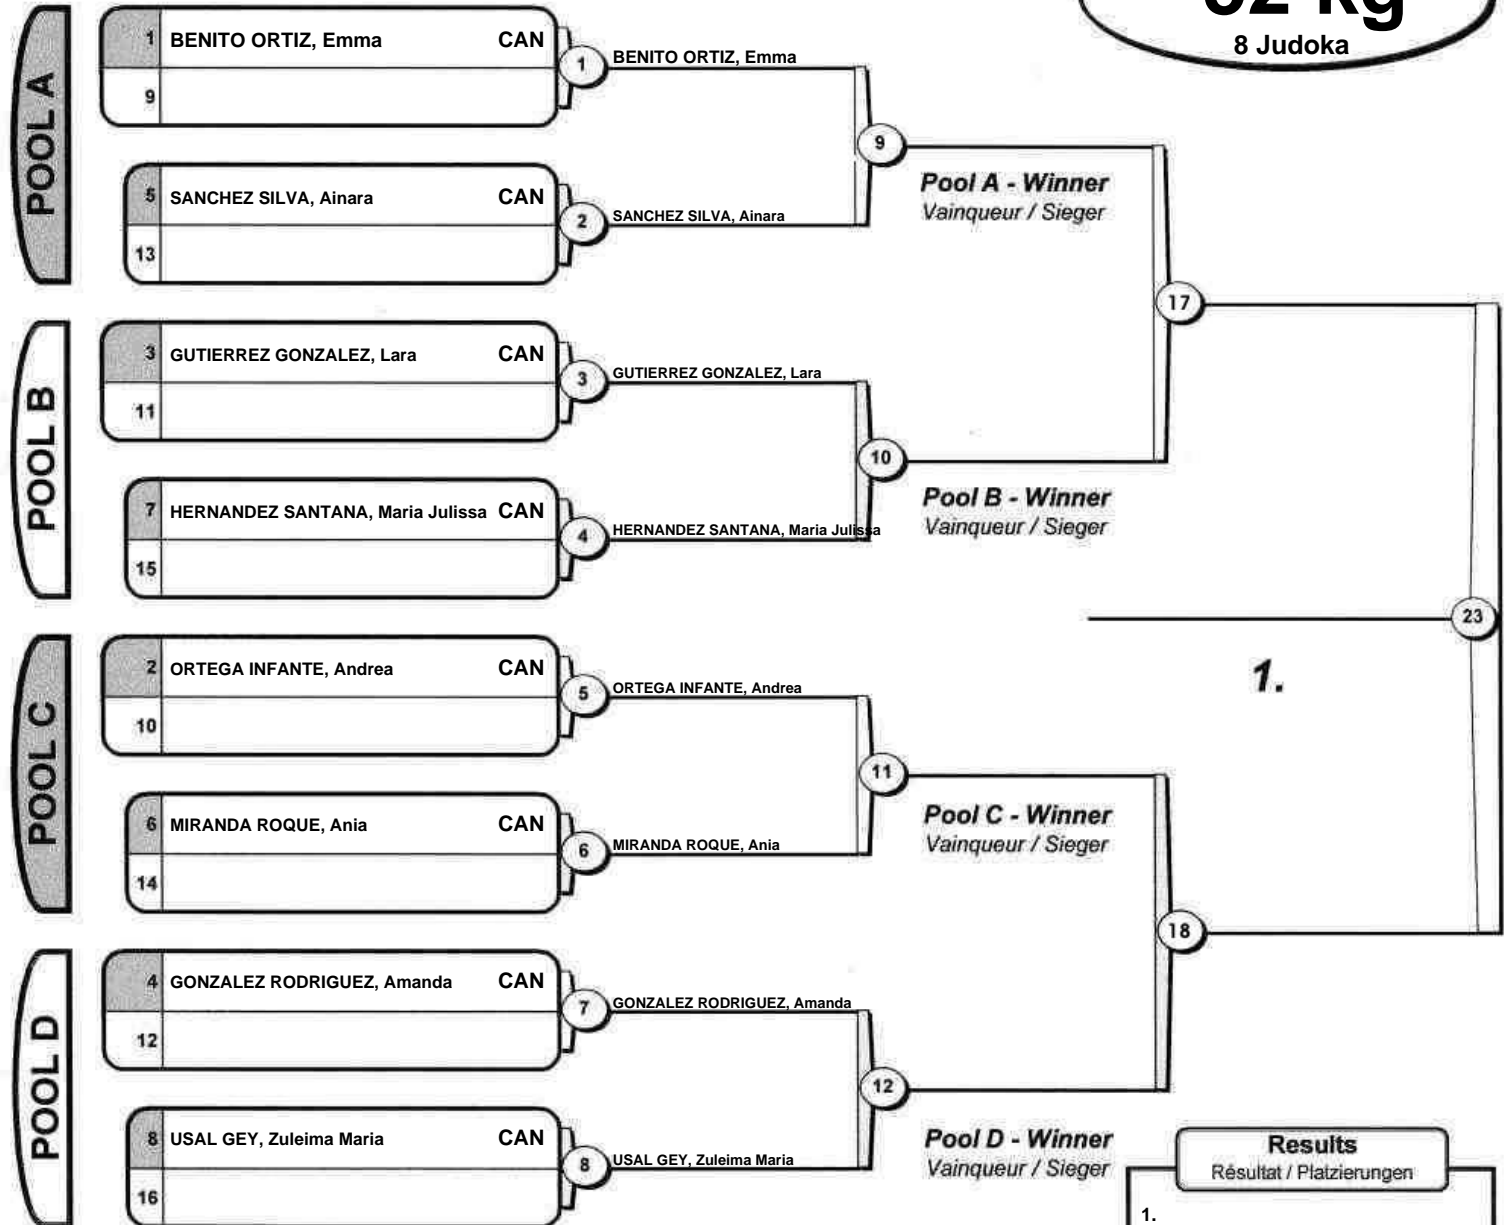 8 Judoka
POOL A
1 BENITO ORTIZ, Emma CAN
9
1 BENITO ORTIZ, Emma
5 SANCHEZ SILVA, Ainara CAN
13
2 SANCHEZ SILVA, Ainara
9
Pool A - Winner
Vainqueur / Sieger
POOL B
3 GUTIERREZ GONZALEZ, Lara CAN
11
3 GUTIERREZ GONZALEZ, Lara
7 HERNANDEZ SANTANA, Maria Julissa CAN
15
4 HERNANDEZ SANTANA, Maria Julissa
10
Pool B - Winner
Vainqueur / Sieger
17
POOL C
2 ORTEGA INFANTE, Andrea CAN
10
5 ORTEGA INFANTE, Andrea
6 MIRANDA ROQUE, Ania CAN
14
6 MIRANDA ROQUE, Ania
11
Pool C - Winner
Vainqueur / Sieger
POOL D
4 GONZALEZ RODRIGUEZ, Amanda CAN
12
7 GONZALEZ RODRIGUEZ, Amanda
8 USAL GEY, Zuleima Maria CAN
16
8 USAL GEY, Zuleima Maria
12
Pool D - Winner
Vainqueur / Sieger
18
23
1.
Results
Résultat / Platzierungen
1.